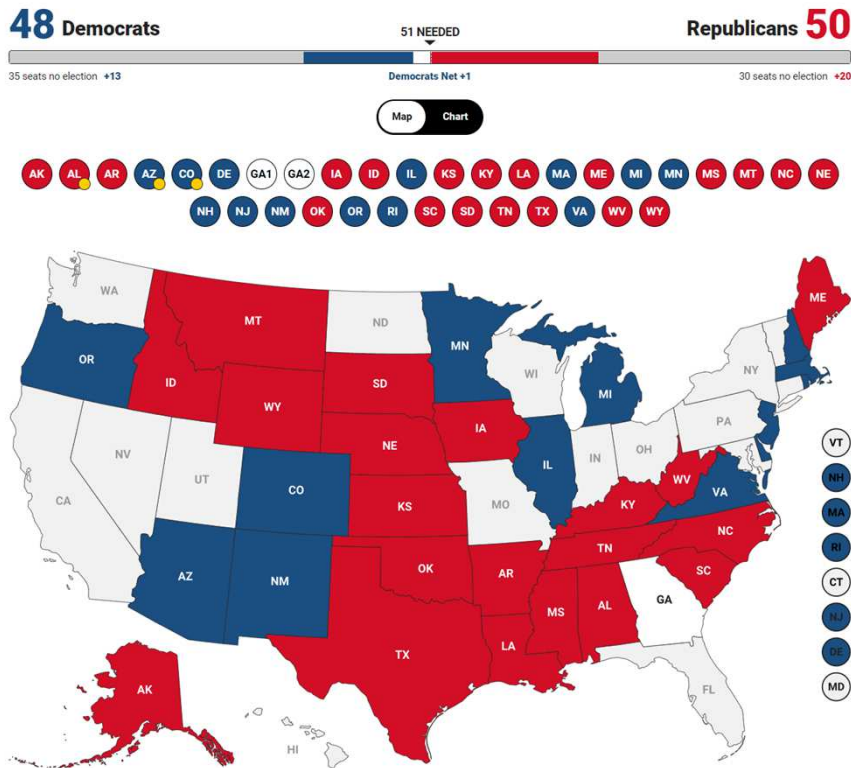 48 Democrats 51 NEEDED Republicans 50
35 seats no election +13 Democrats Net +1 30 seats no election +20
Map Chart
AK AL AR AZ CO DE GA1 GA2 IA ID IL KS KY LA MA ME MI MN MS MT NC NE
NH NJ NM OK OR RI SC SD TN TX VA WV WY
WA
MT
ND
ME
OR
MN
ID
SD
WI
NY
WY
MI
IA
PA
NE
NV
UT
IL
IN
OH
VT
CA
CO
WV
VA
NH
KS
MO
KY
MA
NC
TN
RI
AZ
NM
OK
AR
SC
CT
MS
AL
GA
NJ
TX
LA
DE
AK
FL
MD
HI